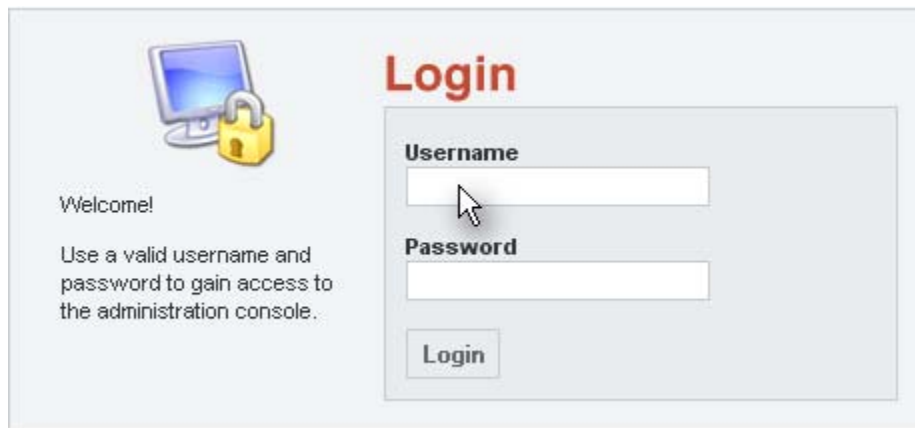 Login
Welcome!
Use a valid username and
password to gain access to
the administration console.
Username
Password
Login